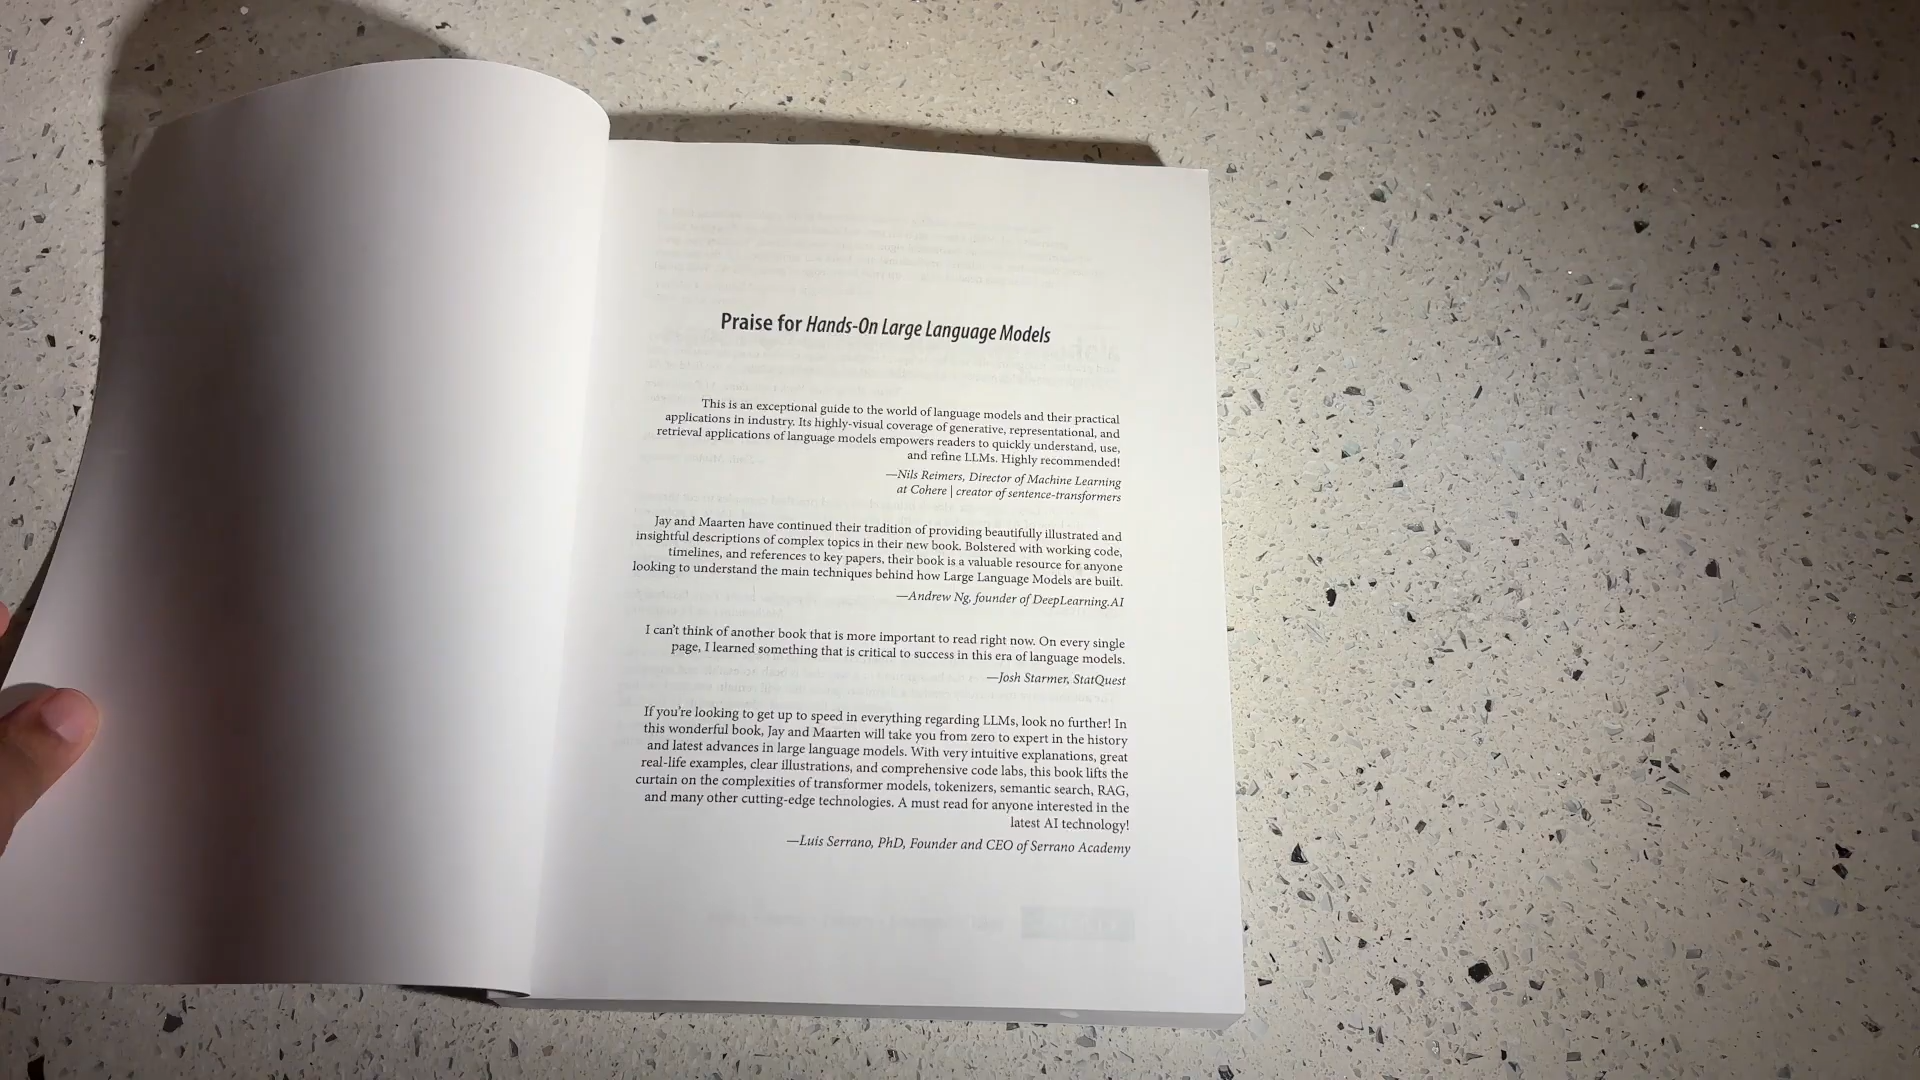 Praise for Hands-On Large Language Models
This is an exceptional guide to the world of language models and their practical
applications in industry. Its highly-visual coverage of generative, representational, and
retrieval applications of language models empowers readers to quickly understand, use,
and refine LLMs. Highly recommended!
—Nils Reimers, Director of Machine Learning
at Cohere | creator of sentence-transformers
Jay and Maarten have continued their tradition of providing beautifully illustrated and
insightful descriptions of complex topics in their new book. Bolstered with working code,
timelines, and references to key papers, their book is a valuable resource for anyone
looking to understand the main techniques behind how Large Language Models are built.
—Andrew Ng, founder of DeepLearning.AI
I can't think of another book that is more important to read right now. On every single
page, I learned something that is critical to success in this era of language models.
—Josh Starmer, StatQuest
If you're looking to get up to speed in everything regarding LLMs, look no further! In
this wonderful book, Jay and Maarten will take you from zero to expert in the history
and latest advances in large language models. With very intuitive explanations, great
real-life examples, clear illustrations, and comprehensive code labs, this book lifts the
curtain on the complexities of transformer models, tokenizers, semantic search, RAG,
and many other cutting-edge technologies. A must read for anyone interested in the
latest AI technology!
—Luis Serrano, PhD, Founder and CEO of Serrano Academy